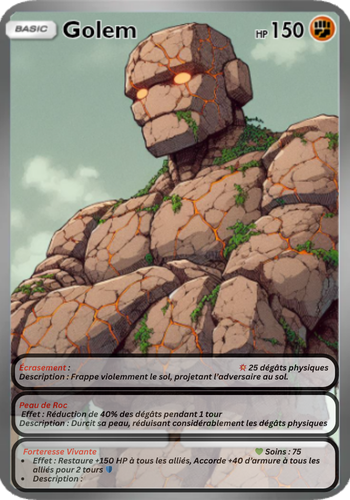 BASIC Golem HP 150
Écrasement : 25 dégâts physiques
Description : Frappe violemment le sol, projetant l'adversaire au sol.
Peau de Roc
Effet : Réduction de 40% des dégâts pendant 1 tour
Description : Durcit sa peau, réduisant considérablement les dégâts physiques
Forteresse Vivante Soins : 75
• Effet : Restaure +150 HP à tous les alliés, Accorde +40 d'armure à tous les
alliés pour 2 tours
• Description :